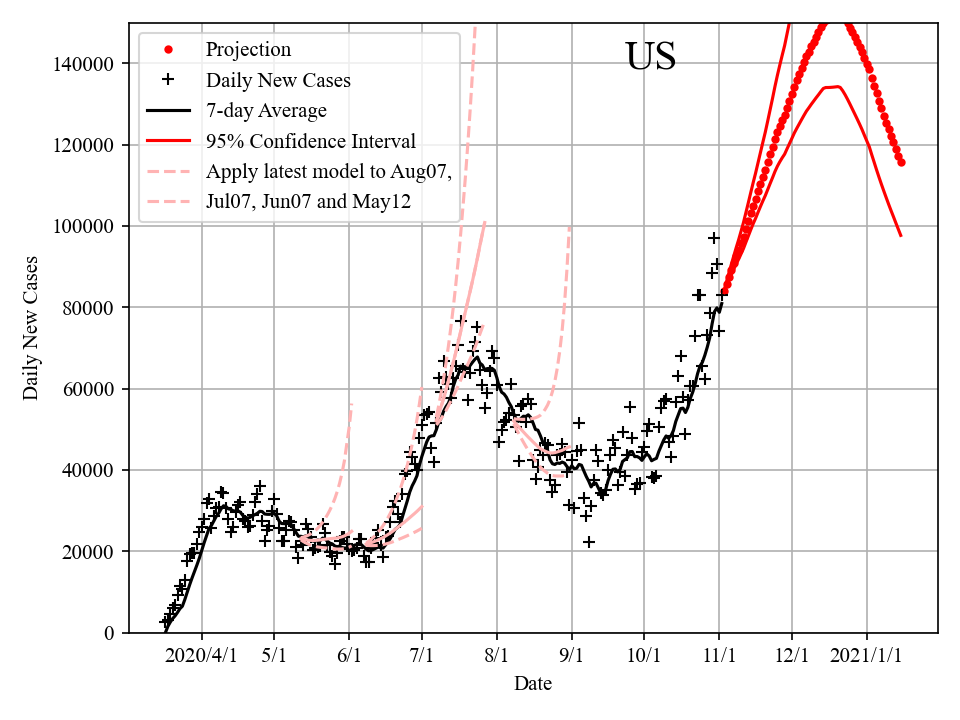 US
Projection
Daily New Cases
7-day Average
95% Confidence Interval
Apply latest model to Aug07,
Jul07, Jun07 and May12
Daily New Cases
140000
120000
100000
80000
60000
40000
20000
0
2020/4/1 5/1 6/1 7/1 8/1 9/1 10/1 11/1 12/1 2021/1/1
Date